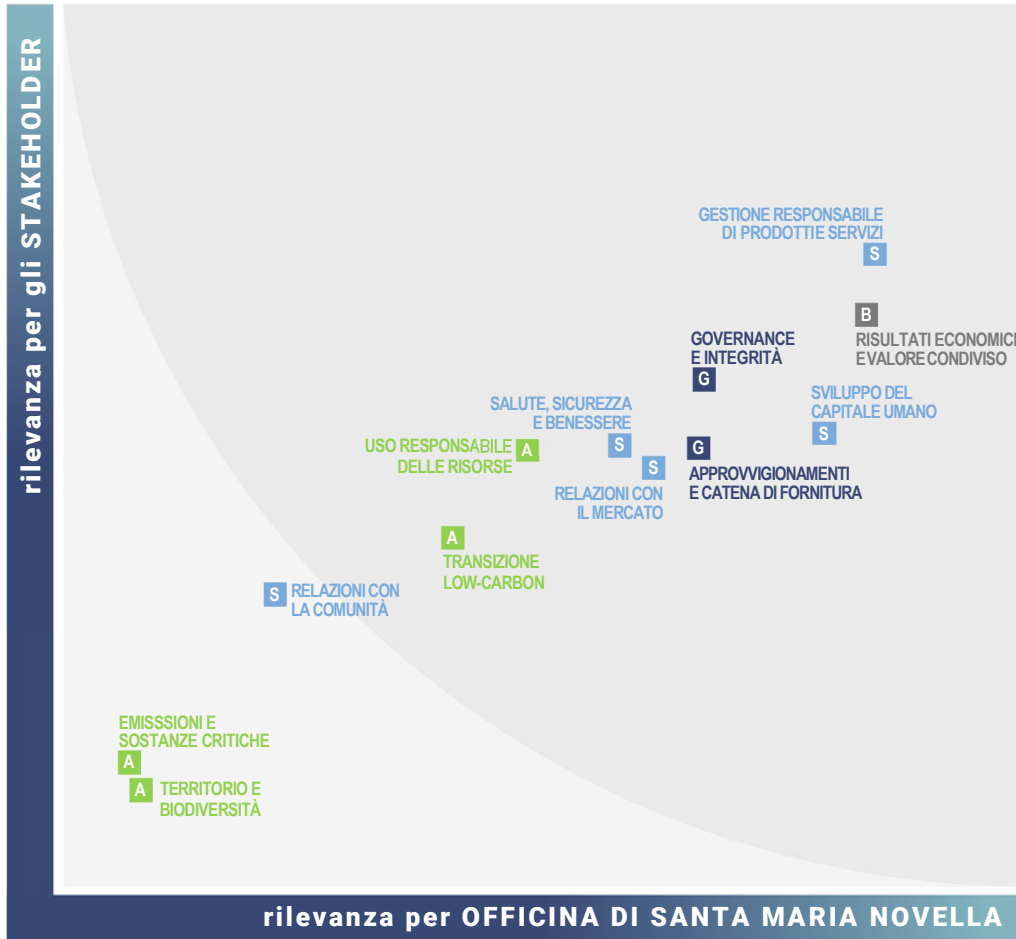 rilevanza per gli STAKEHOLDER
GESTIONE RESPONSABILE
DI PRODOTTI E SERVIZI
S
B
RISULTATI ECONOMICI
E VALORE CONDIVISO
GOVERNANCE
E INTEGRITÀ
G
SVILUPPO DEL
CAPITALE UMANO
S
SALUTE, SICUREZZA
E BENESSERE
S
USO RESPONSABILE
DELLE RISORSE
A
S
RELAZIONI CON
IL MERCATO
G
APPROVVIGIONAMENTI
E CATENA DI FORNITURA
A
TRANSIZIONE
LOW-CARBON
S
RELAZIONI CON
LA COMUNITÀ
EMISSSIONI E
SOSTANZE CRITICHE
A
A
TERRITORIO E
BIODIVERSITÀ
rilevanza per OFFICINA DI SANTA MARIA NOVELLA